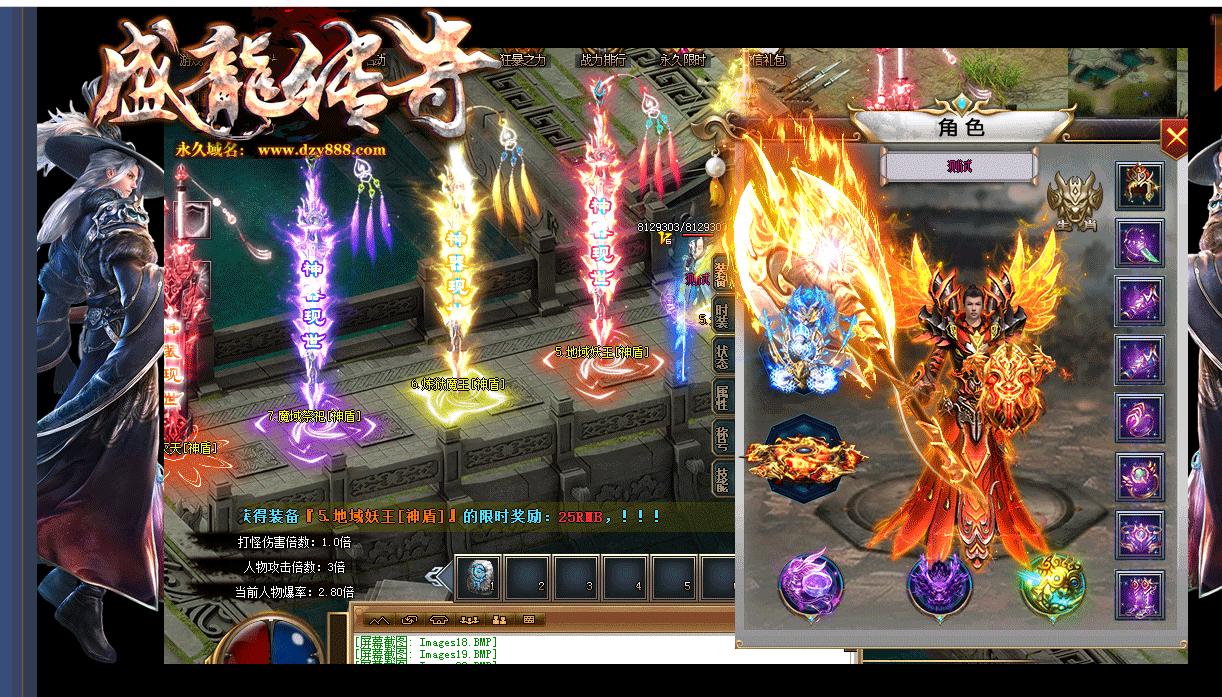 盛龍传奇
狂暴之力
战力排行
永久限时
信礼包
永久域名： www.dzy888.com
角色
测试
生肖
8129303/812930
神器现世
神器现世
神器现世
装备
时装
状态
属性
称号
技能
5.地域妖王[神盾]
6.炼狱魔王[神盾]
7.魔域祭祀[神盾]
天[神盾]
获得装备『5.地域妖王[神盾]』的限时奖励：25RMB，！！！
打怪伤害倍数：1.0倍
人物攻击倍数：3倍
当前人物爆率：2.80倍
1 2 3 4 5
[屏幕截图: Images18.BMP]
[屏幕截图: Images19.BMP]